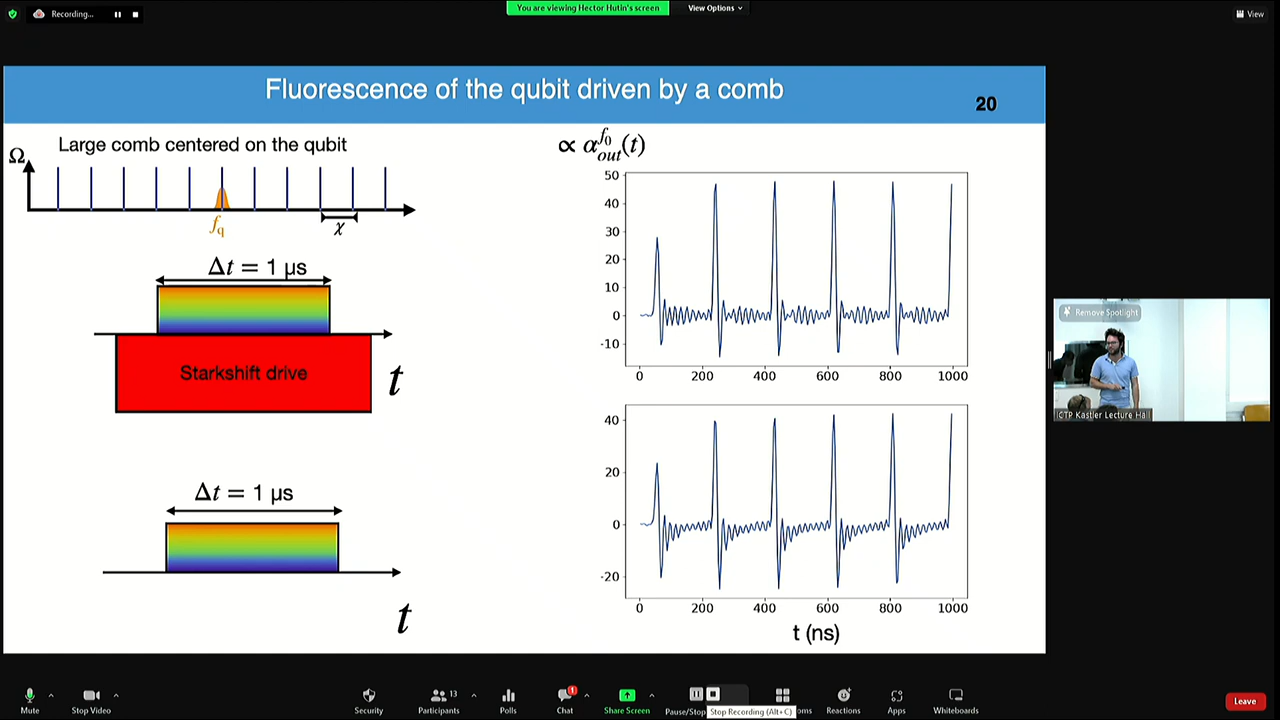 Recording...
You are viewing Hector Hutin's screen
View Options
View
Fluorescence of the qubit driven by a comb
20
Large comb centered on the qubit
Ω
f_q
χ
Δt = 1 µs
Starkshift drive
t
Δt = 1 µs
t
∝ α_out^f₀(t)
50
40
30
20
10
0
-10
0 200 400 600 800 1000
40
20
0
-20
0 200 400 600 800 1000
t (ns)
Remove Spotlight
ICTP Kastler Lecture Hall
Mute
Stop Video
Security
13
Participants
Polls
1
Chat
Share Screen
Pause/Stop
Stop Recording (Alt+C)
oms
Reactions
Apps
Whiteboards
Leave